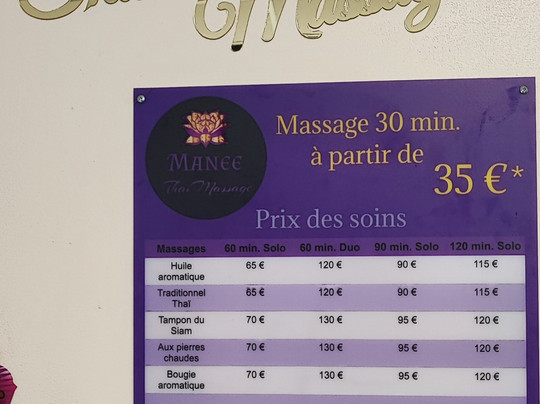 MANEE
Thai Massage
Massage 30 min.
à partir de
35 €*
Prix des soins
Massages 60 min. Solo 60 min. Duo 90 min. Solo 120 min. Solo
Huile
aromatique 65 € 120 € 90 € 115 €
Traditionnel
Thaï 65 € 120 € 90 € 115 €
Tampon du
Siam 70 € 130 € 95 € 120 €
Aux pierres
chaudes 70 € 130 € 95 € 120 €
Bougie
aromatique 70 € 130 € 95 € 120 €